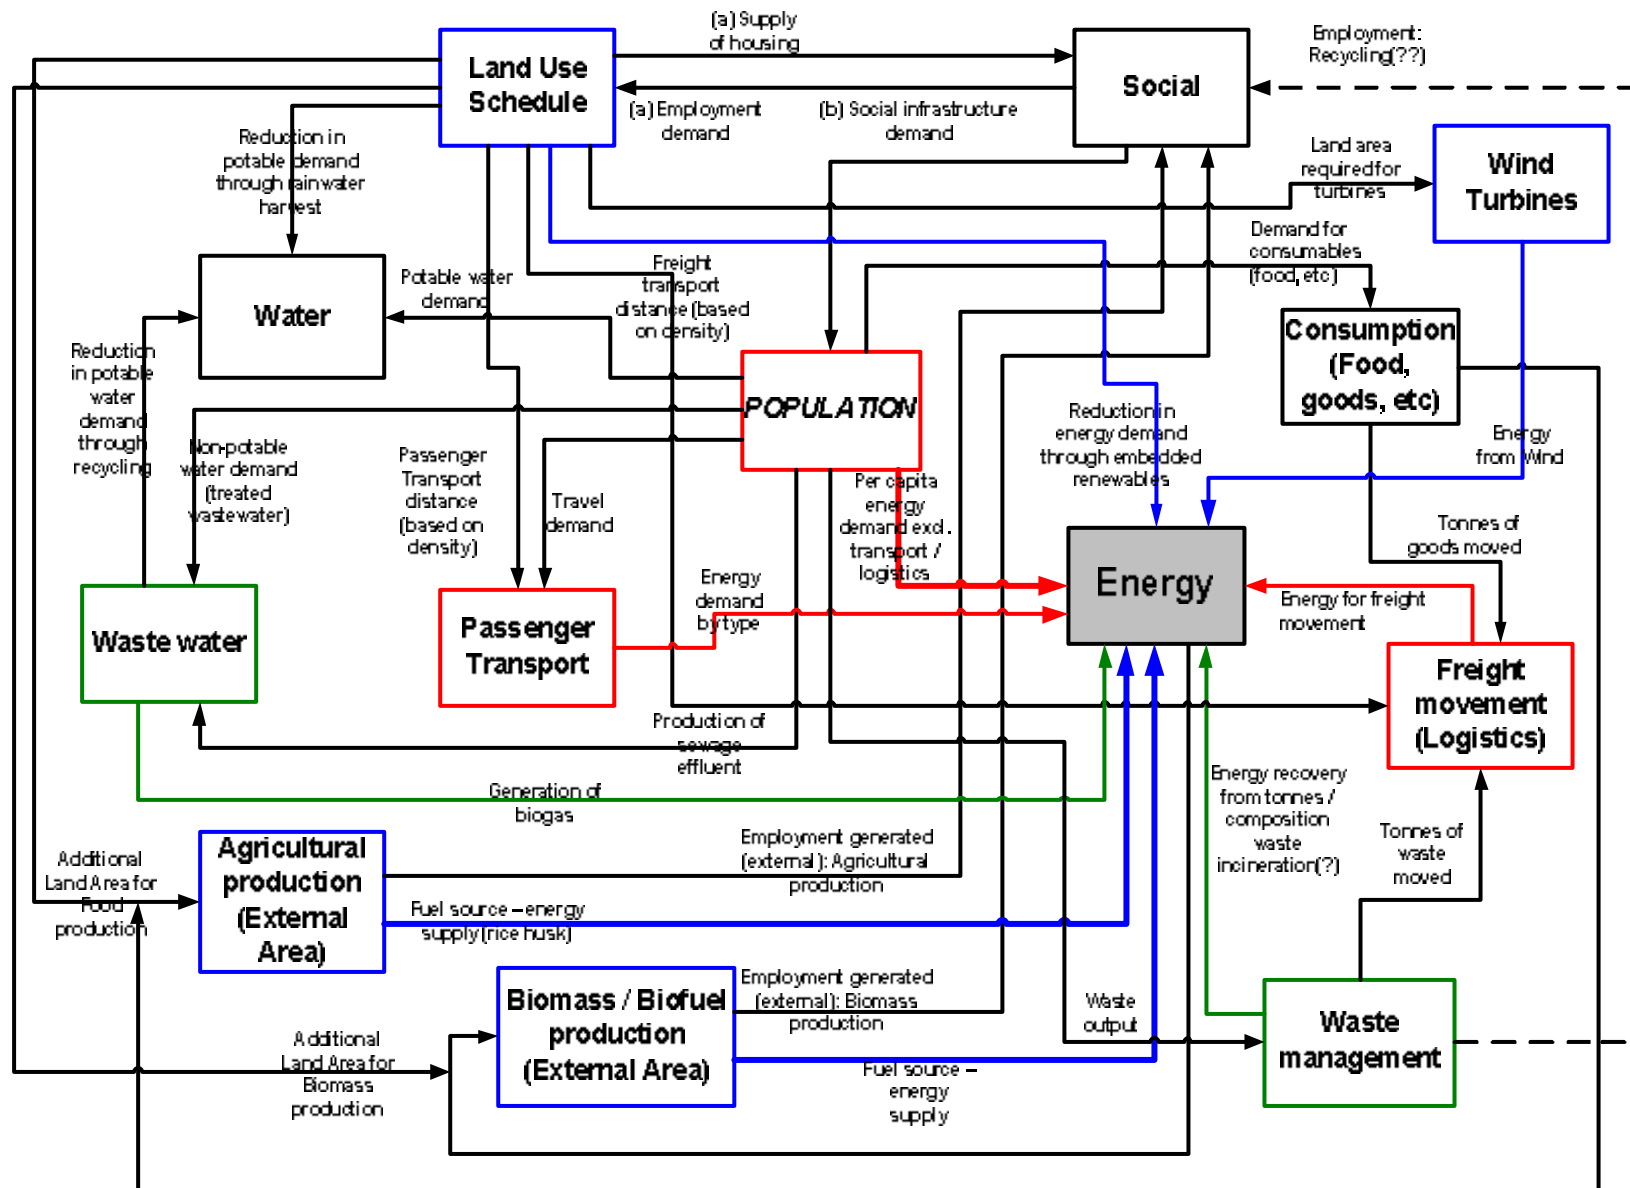 (a) Supply
of housing
Employment:
Recycling(??)
Land Use
Schedule
Social
(a) Employment
demand
(b) Social infrastructure
demand
Reduction in
potable demand
through rainwater
harvest
Land area
required for
turbines
Wind
Turbines
Demand for
consumables
(food, etc)
Freight
transport
distance (based
on density)
Potable water
demand
Water
Consumption
(Food,
goods, etc)
Reduction
in potable
water
demand
through
recycling
POPULATION
Reduction in
energy demand
through embedded
renewables
Energy
from Wind
Non-potable
water demand
(treated
wastewater)
Passenger
Transport
distance
(based on
density)
Travel
demand
Per capita
energy
demand excl.
transport /
logistics
Tonnes of
goods moved
Energy
Energy
demand
by type
Energy for freight
movement
Waste water
Passenger
Transport
Freight
movement
(Logistics)
Production of
sewage
effluent
Generation of
biogas
Energy recovery
from tonnes /
composition
waste
incineration(?)
Tonnes of
waste
moved
Additional
Land Area for
Food
production
Agricultural
production
(External
Area)
Employment generated
(external): Agricultural
production
Fuel source – energy
supply (rice husk)
Biomass / Biofuel
production
(External Area)
Employment generated
(external): Biomass
production
Waste
output
Waste
management
Additional
Land Area for
Biomass
production
Fuel source –
energy
supply